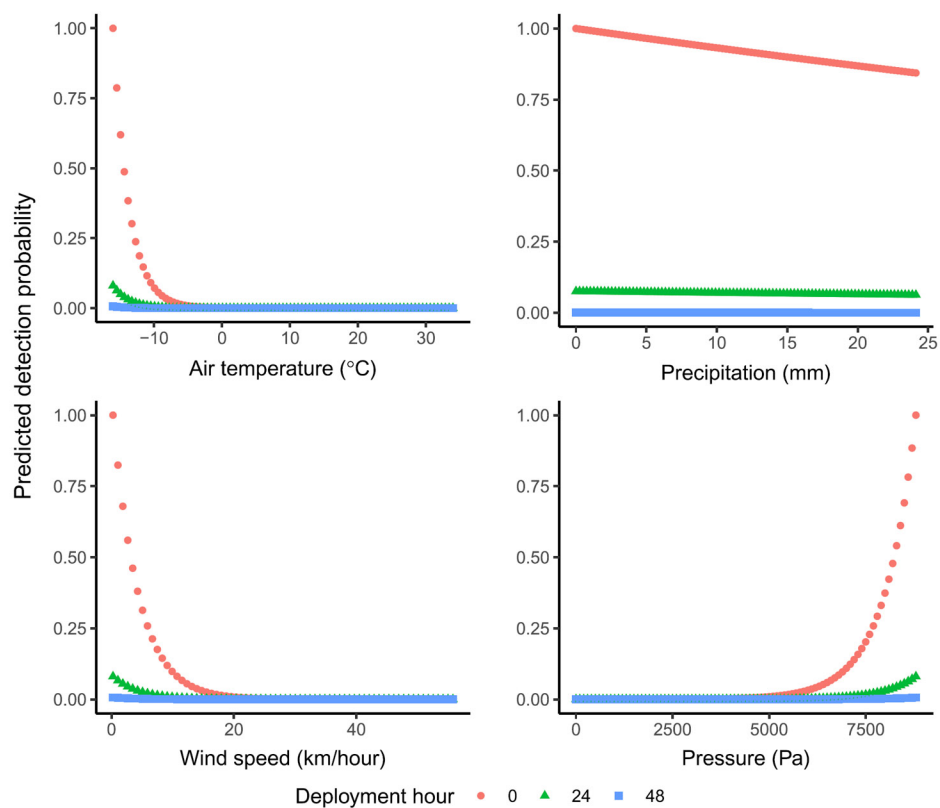 Predicted detection probability
1.00
0.75
0.50
0.25
0.00
−10 0 10 20 30
Air temperature (°C)
1.00
0.75
0.50
0.25
0.00
0 5 10 15 20 25
Precipitation (mm)
1.00
0.75
0.50
0.25
0.00
0 20 40
Wind speed (km/hour)
1.00
0.75
0.50
0.25
0.00
0 2500 5000 7500
Pressure (Pa)
Deployment hour 0 24 48